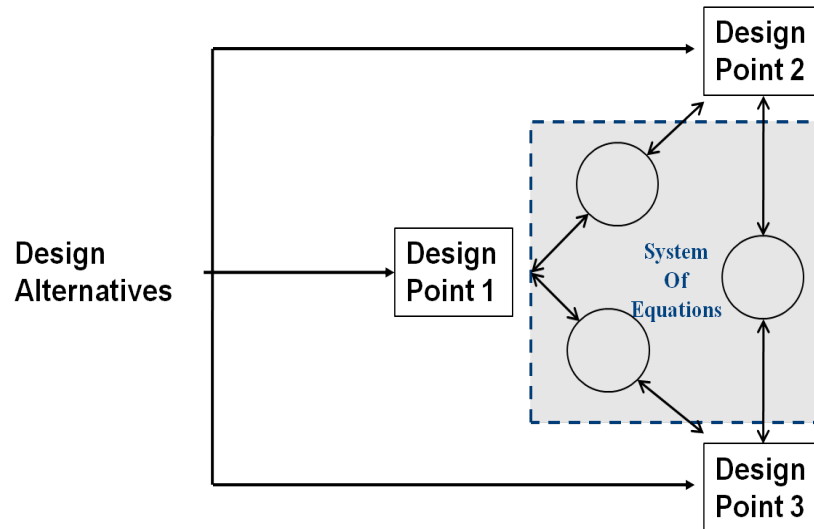 Design
Point 2
Design
Alternatives
Design
Point 1
System
Of
Equations
Design
Point 3